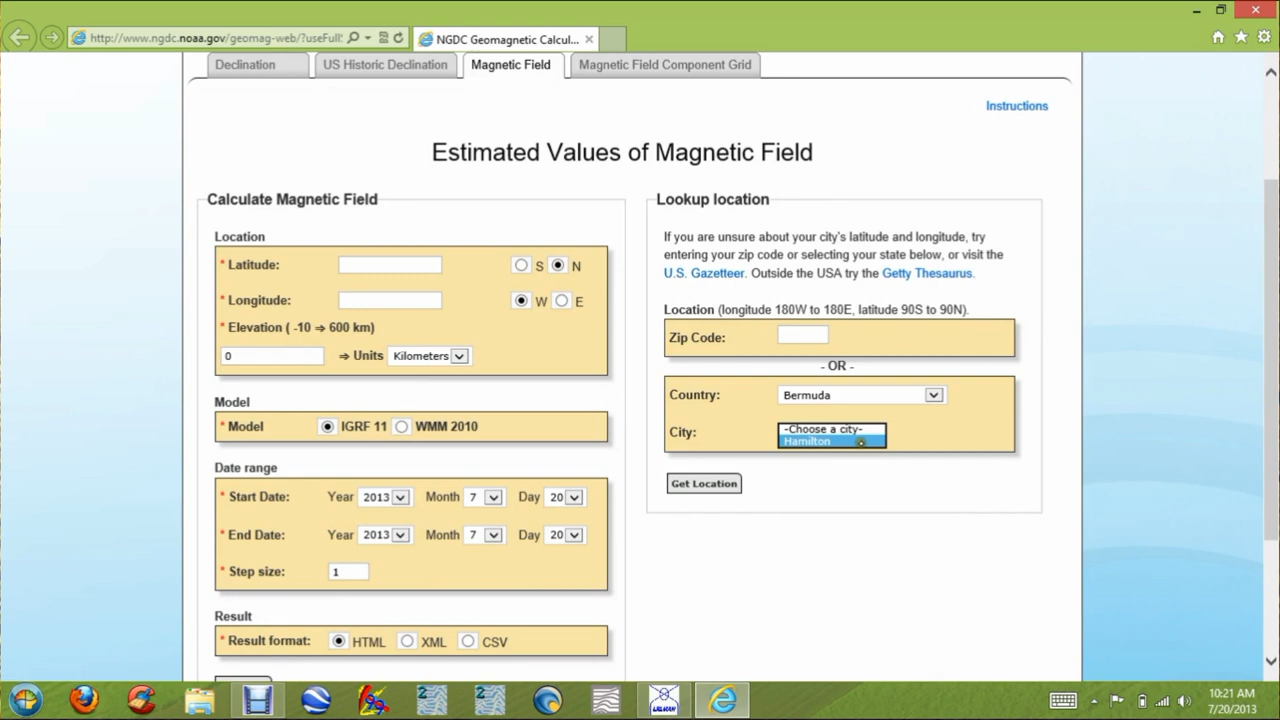 http://www.ngdc.noaa.gov/geomag-web/?useFull
NGDC Geomagnetic Calcul...
Declination
US Historic Declination
Magnetic Field
Magnetic Field Component Grid
Instructions
Estimated Values of Magnetic Field
Calculate Magnetic Field
Location
* Latitude:
S N
* Longitude:
W E
* Elevation ( -10 ⇒ 600 km)
0 ⇒ Units Kilometers
Model
* Model IGRF 11 WMM 2010
Date range
* Start Date: Year 2013 Month 7 Day 20
* End Date: Year 2013 Month 7 Day 20
* Step size: 1
Result
* Result format: HTML XML CSV
Lookup location
If you are unsure about your city's latitude and longitude, try
entering your zip code or selecting your state below, or visit the
U.S. Gazetteer. Outside the USA try the Getty Thesaurus.
Location (longitude 180W to 180E, latitude 90S to 90N).
Zip Code:
- OR -
Country: Bermuda
City: -Choose a city-
Hamilton
Get Location
10:21 AM
7/20/2013